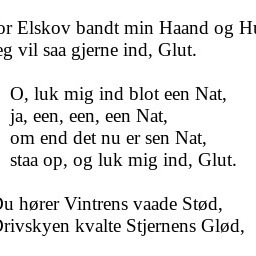 or Elskov bandt min Haand og Hu
eg vil saa gjerne ind, Glut.
O, luk mig ind blot een Nat,
ja, een, een, een Nat,
om end det nu er sen Nat,
staa op, og luk mig ind, Glut.
Du hører Vintrens vaade Stød,
Drivskyen kvalte Stjernens Glød,